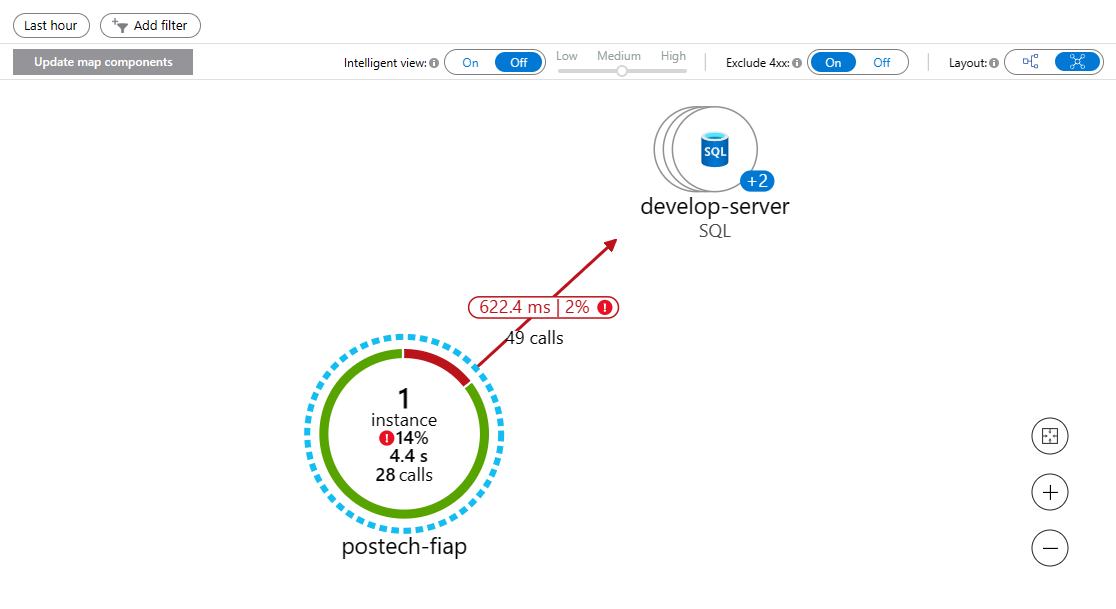 Last hour
Add filter
Update map components
Intelligent view: On Off
Low Medium High
Exclude 4xx: On Off
Layout:
SQL
+2
develop-server
SQL
622.4 ms | 2%
49 calls
1
instance
14%
4.4 s
28 calls
postech-fiap